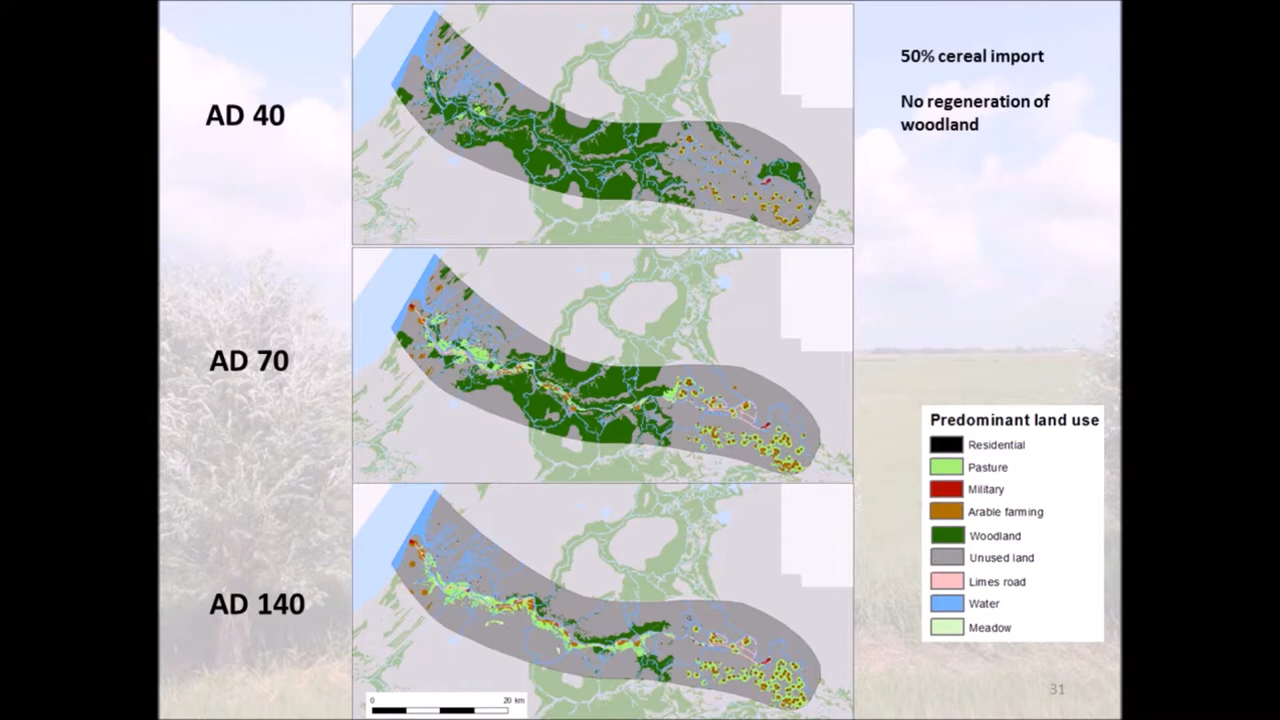 AD 40
50% cereal import
No regeneration of
woodland
AD 70
AD 140
Predominant land use
Residential
Pasture
Military
Arable farming
Woodland
Unused land
Limes road
Water
Meadow
0 20 km
31